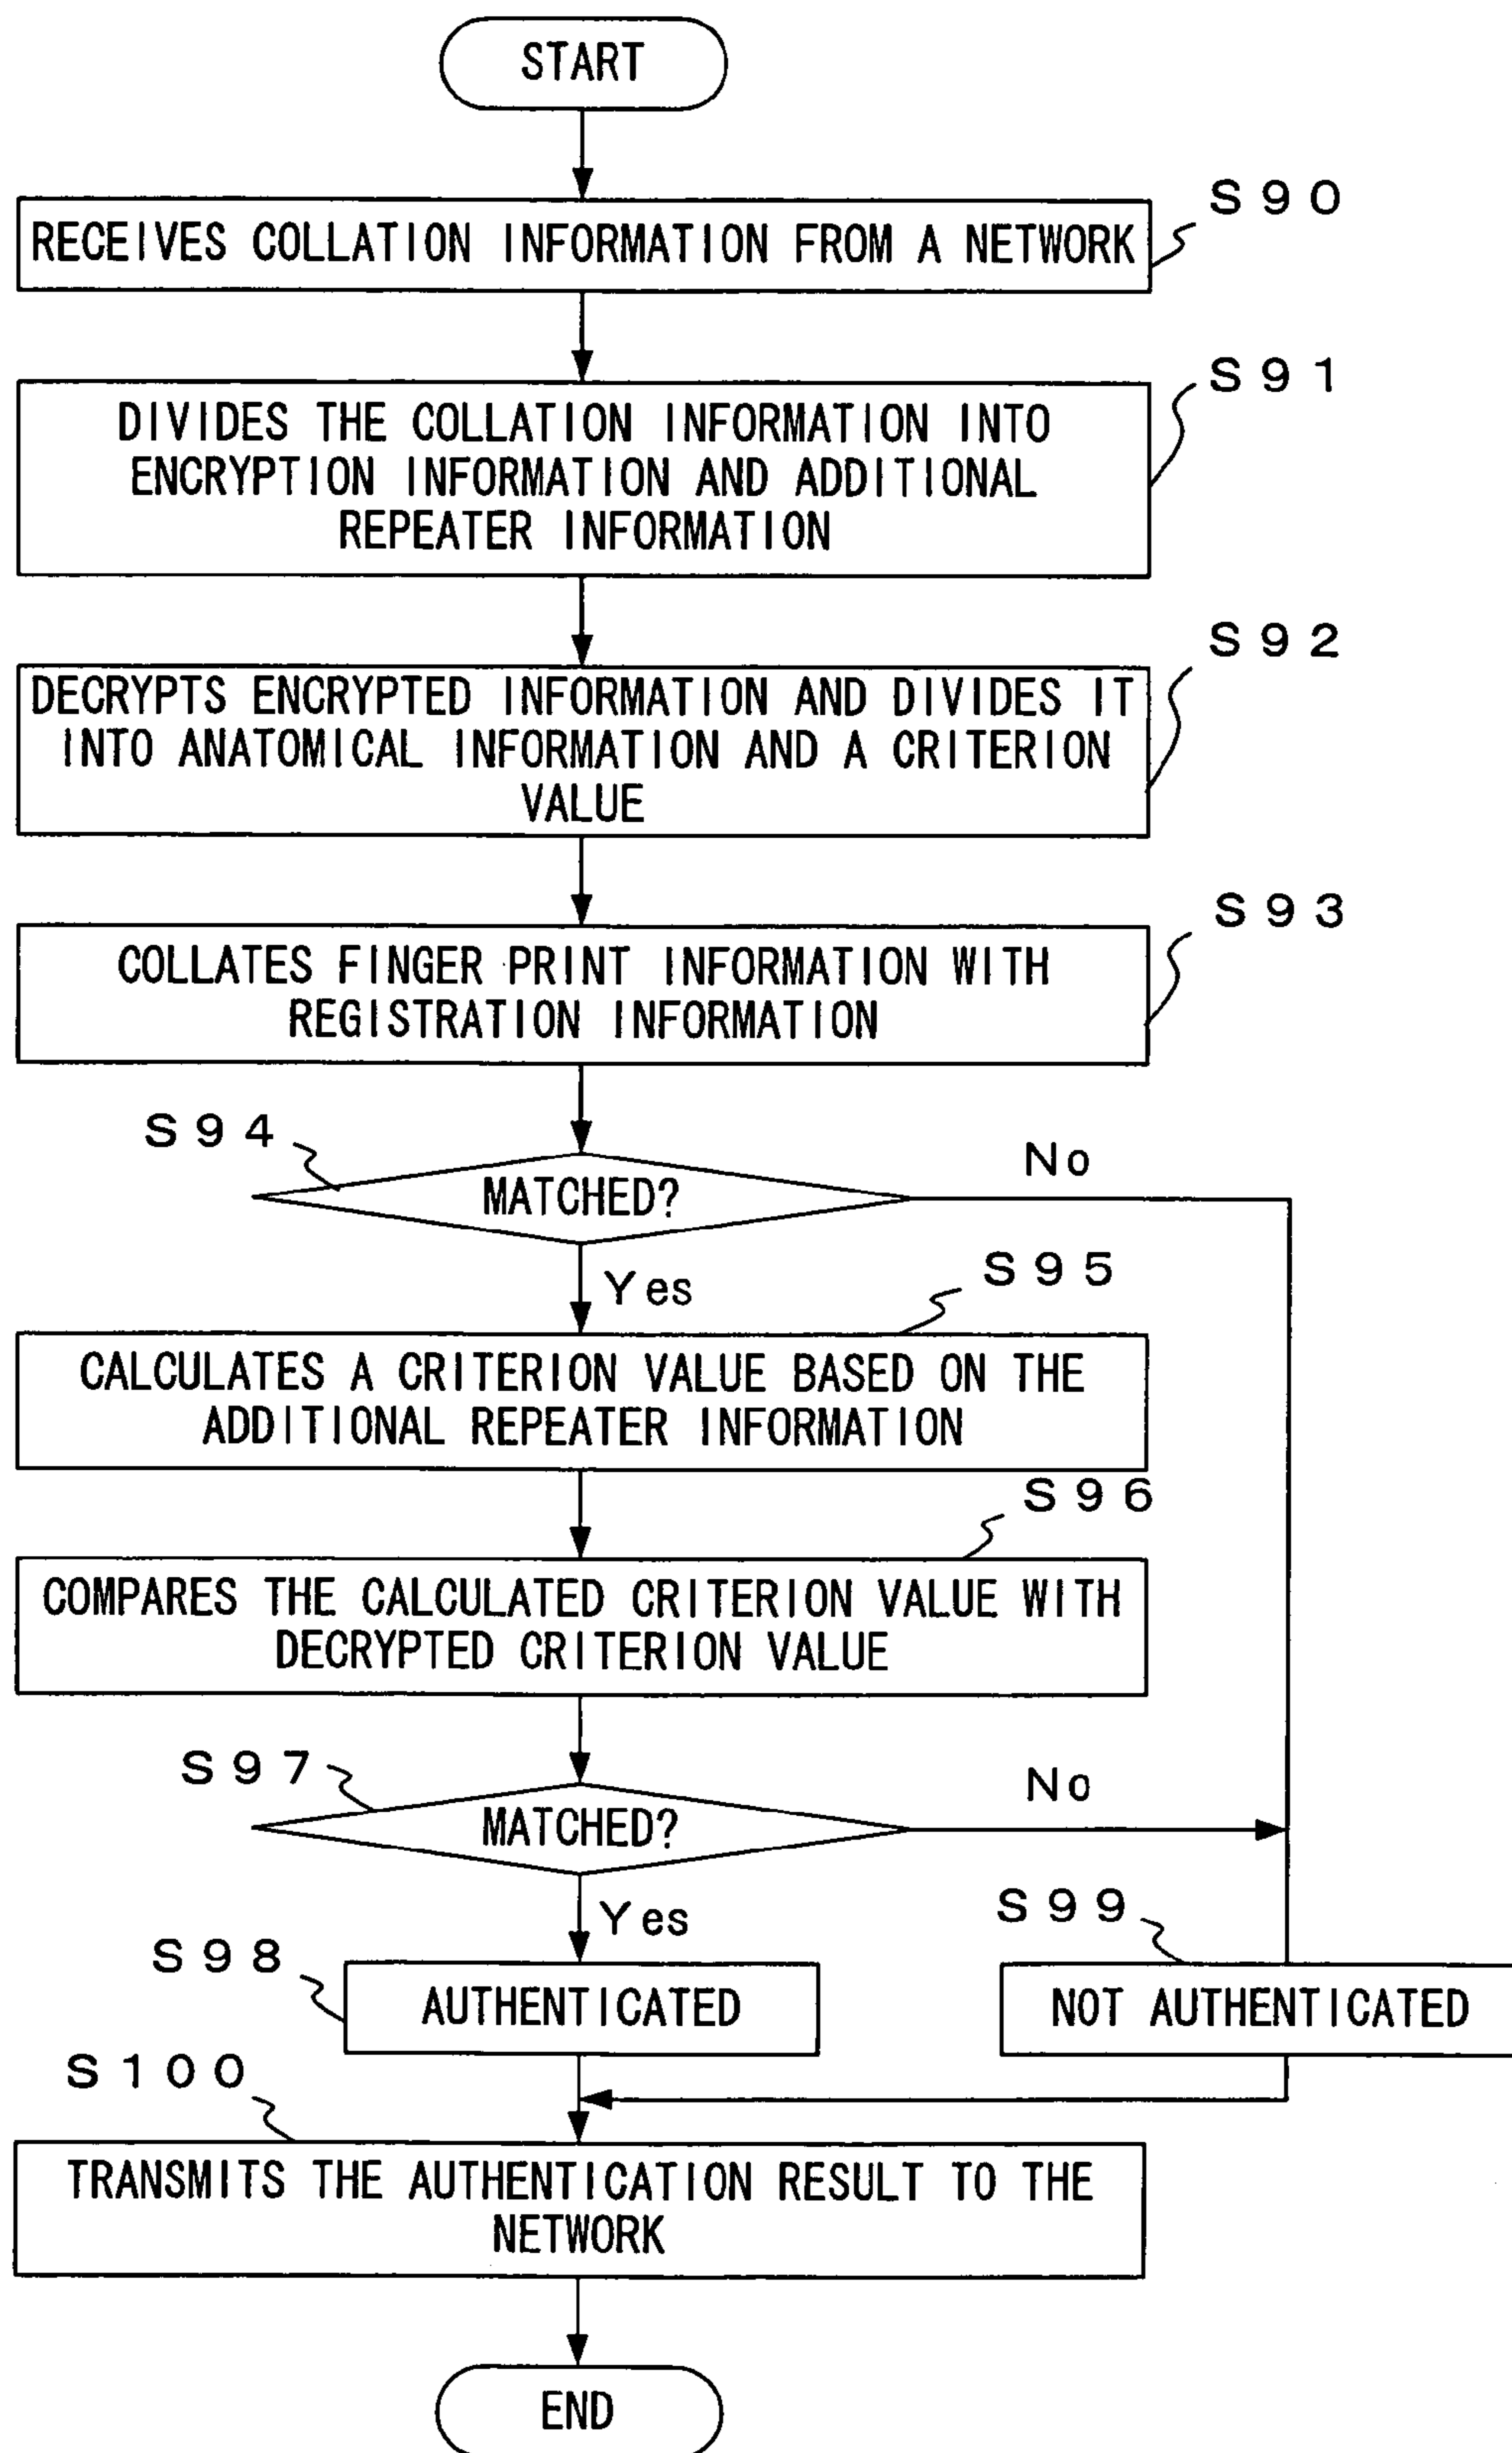 START
S90
RECEIVES COLLATION INFORMATION FROM A NETWORK
S91
DIVIDES THE COLLATION INFORMATION INTO
ENCRYPTION INFORMATION AND ADDITIONAL
REPEATER INFORMATION
S92
DECRYPTS ENCRYPTED INFORMATION AND DIVIDES IT
INTO ANATOMICAL INFORMATION AND A CRITERION
VALUE
S93
COLLATES FINGER PRINT INFORMATION WITH
REGISTRATION INFORMATION
S94
MATCHED?
No
Yes
S95
CALCULATES A CRITERION VALUE BASED ON THE
ADDITIONAL REPEATER INFORMATION
S96
COMPARES THE CALCULATED CRITERION VALUE WITH
DECRYPTED CRITERION VALUE
S97
MATCHED?
No
Yes
S98
AUTHENTICATED
S99
NOT AUTHENTICATED
S100
TRANSMITS THE AUTHENTICATION RESULT TO THE
NETWORK
END